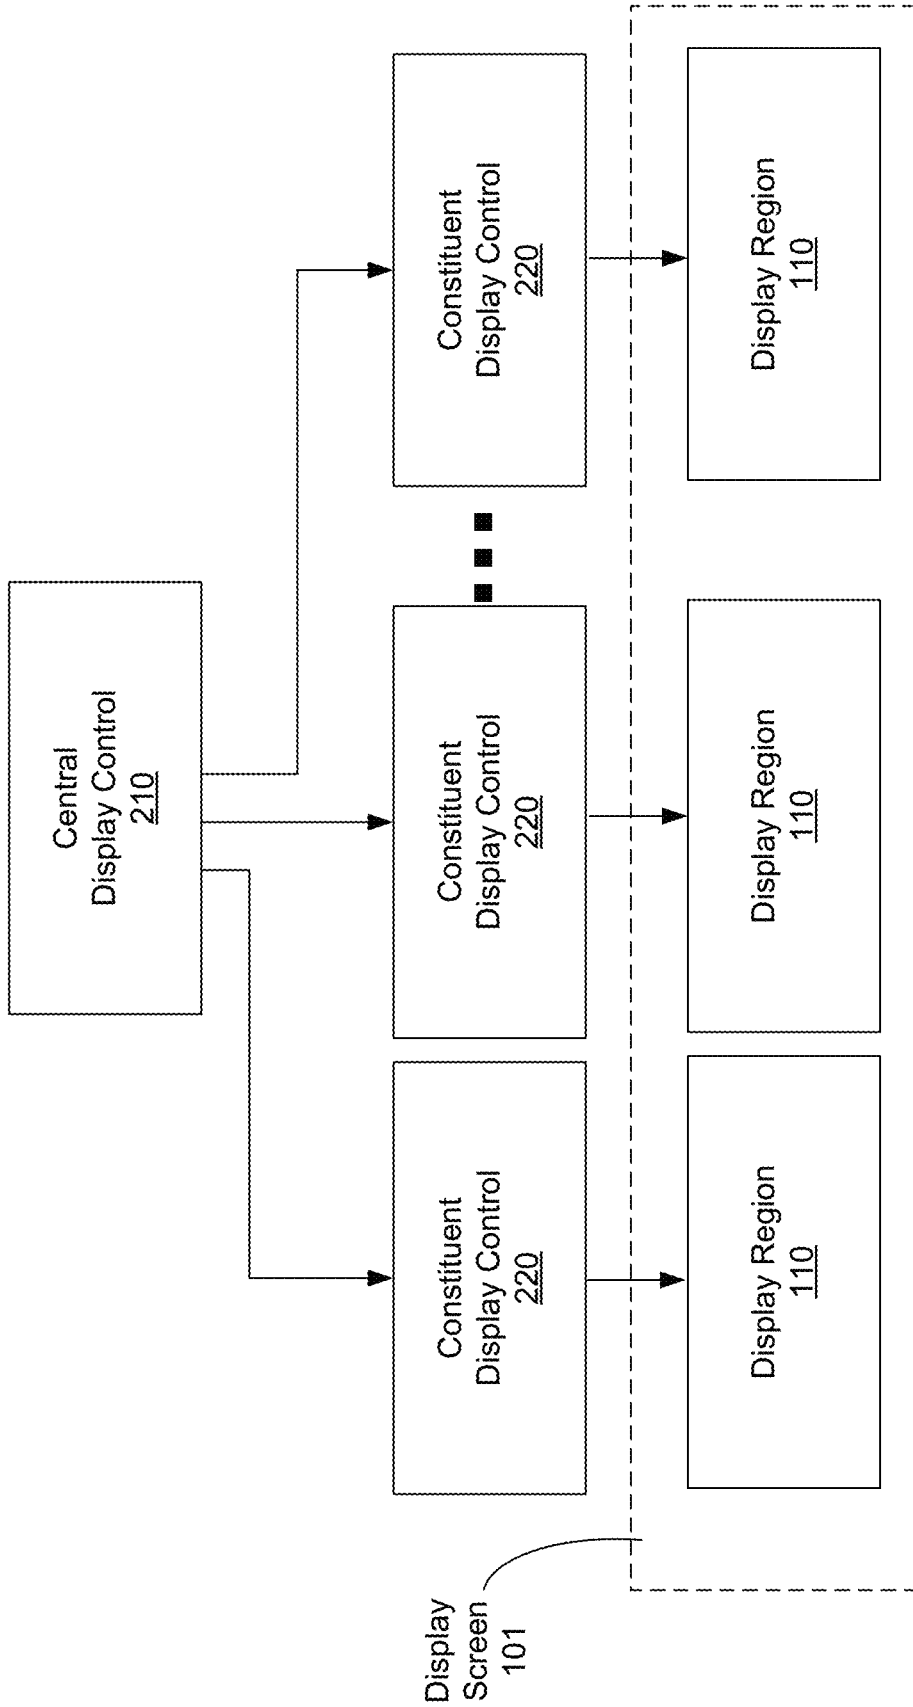 Central
Display Control
210
Constituent
Display Control
220
Constituent
Display Control
220
Constituent
Display Control
220
Display
Screen
101
Display Region
110
Display Region
110
Display Region
110